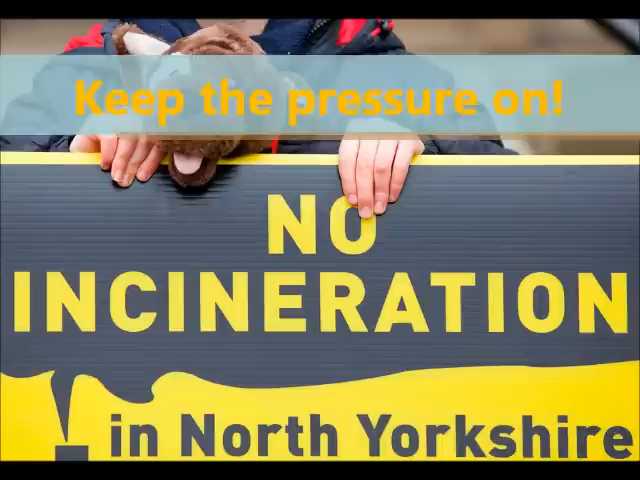 Keep the pressure on!
NO
INCINERATION
in North Yorkshire